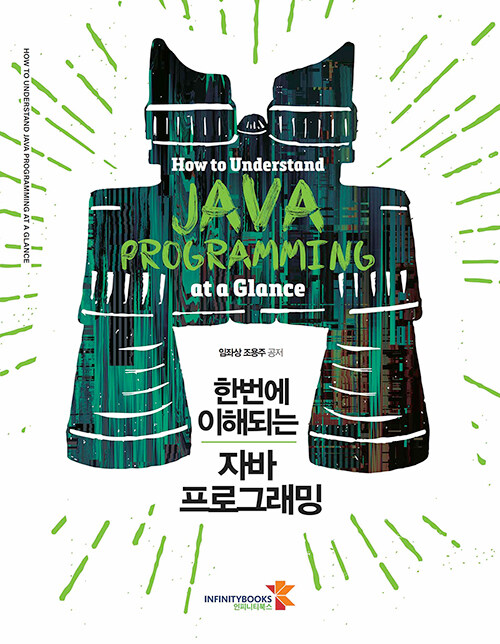 HOW TO UNDERSTAND JAVA PROGRAMMING AT A GLANCE
How to Understand
JAVA
PROGRAMMING
at a Glance
임좌상 조용주 공저
한번에
이해되는
자바
프로그래밍
INFINITYBOOKS
인피니티북스